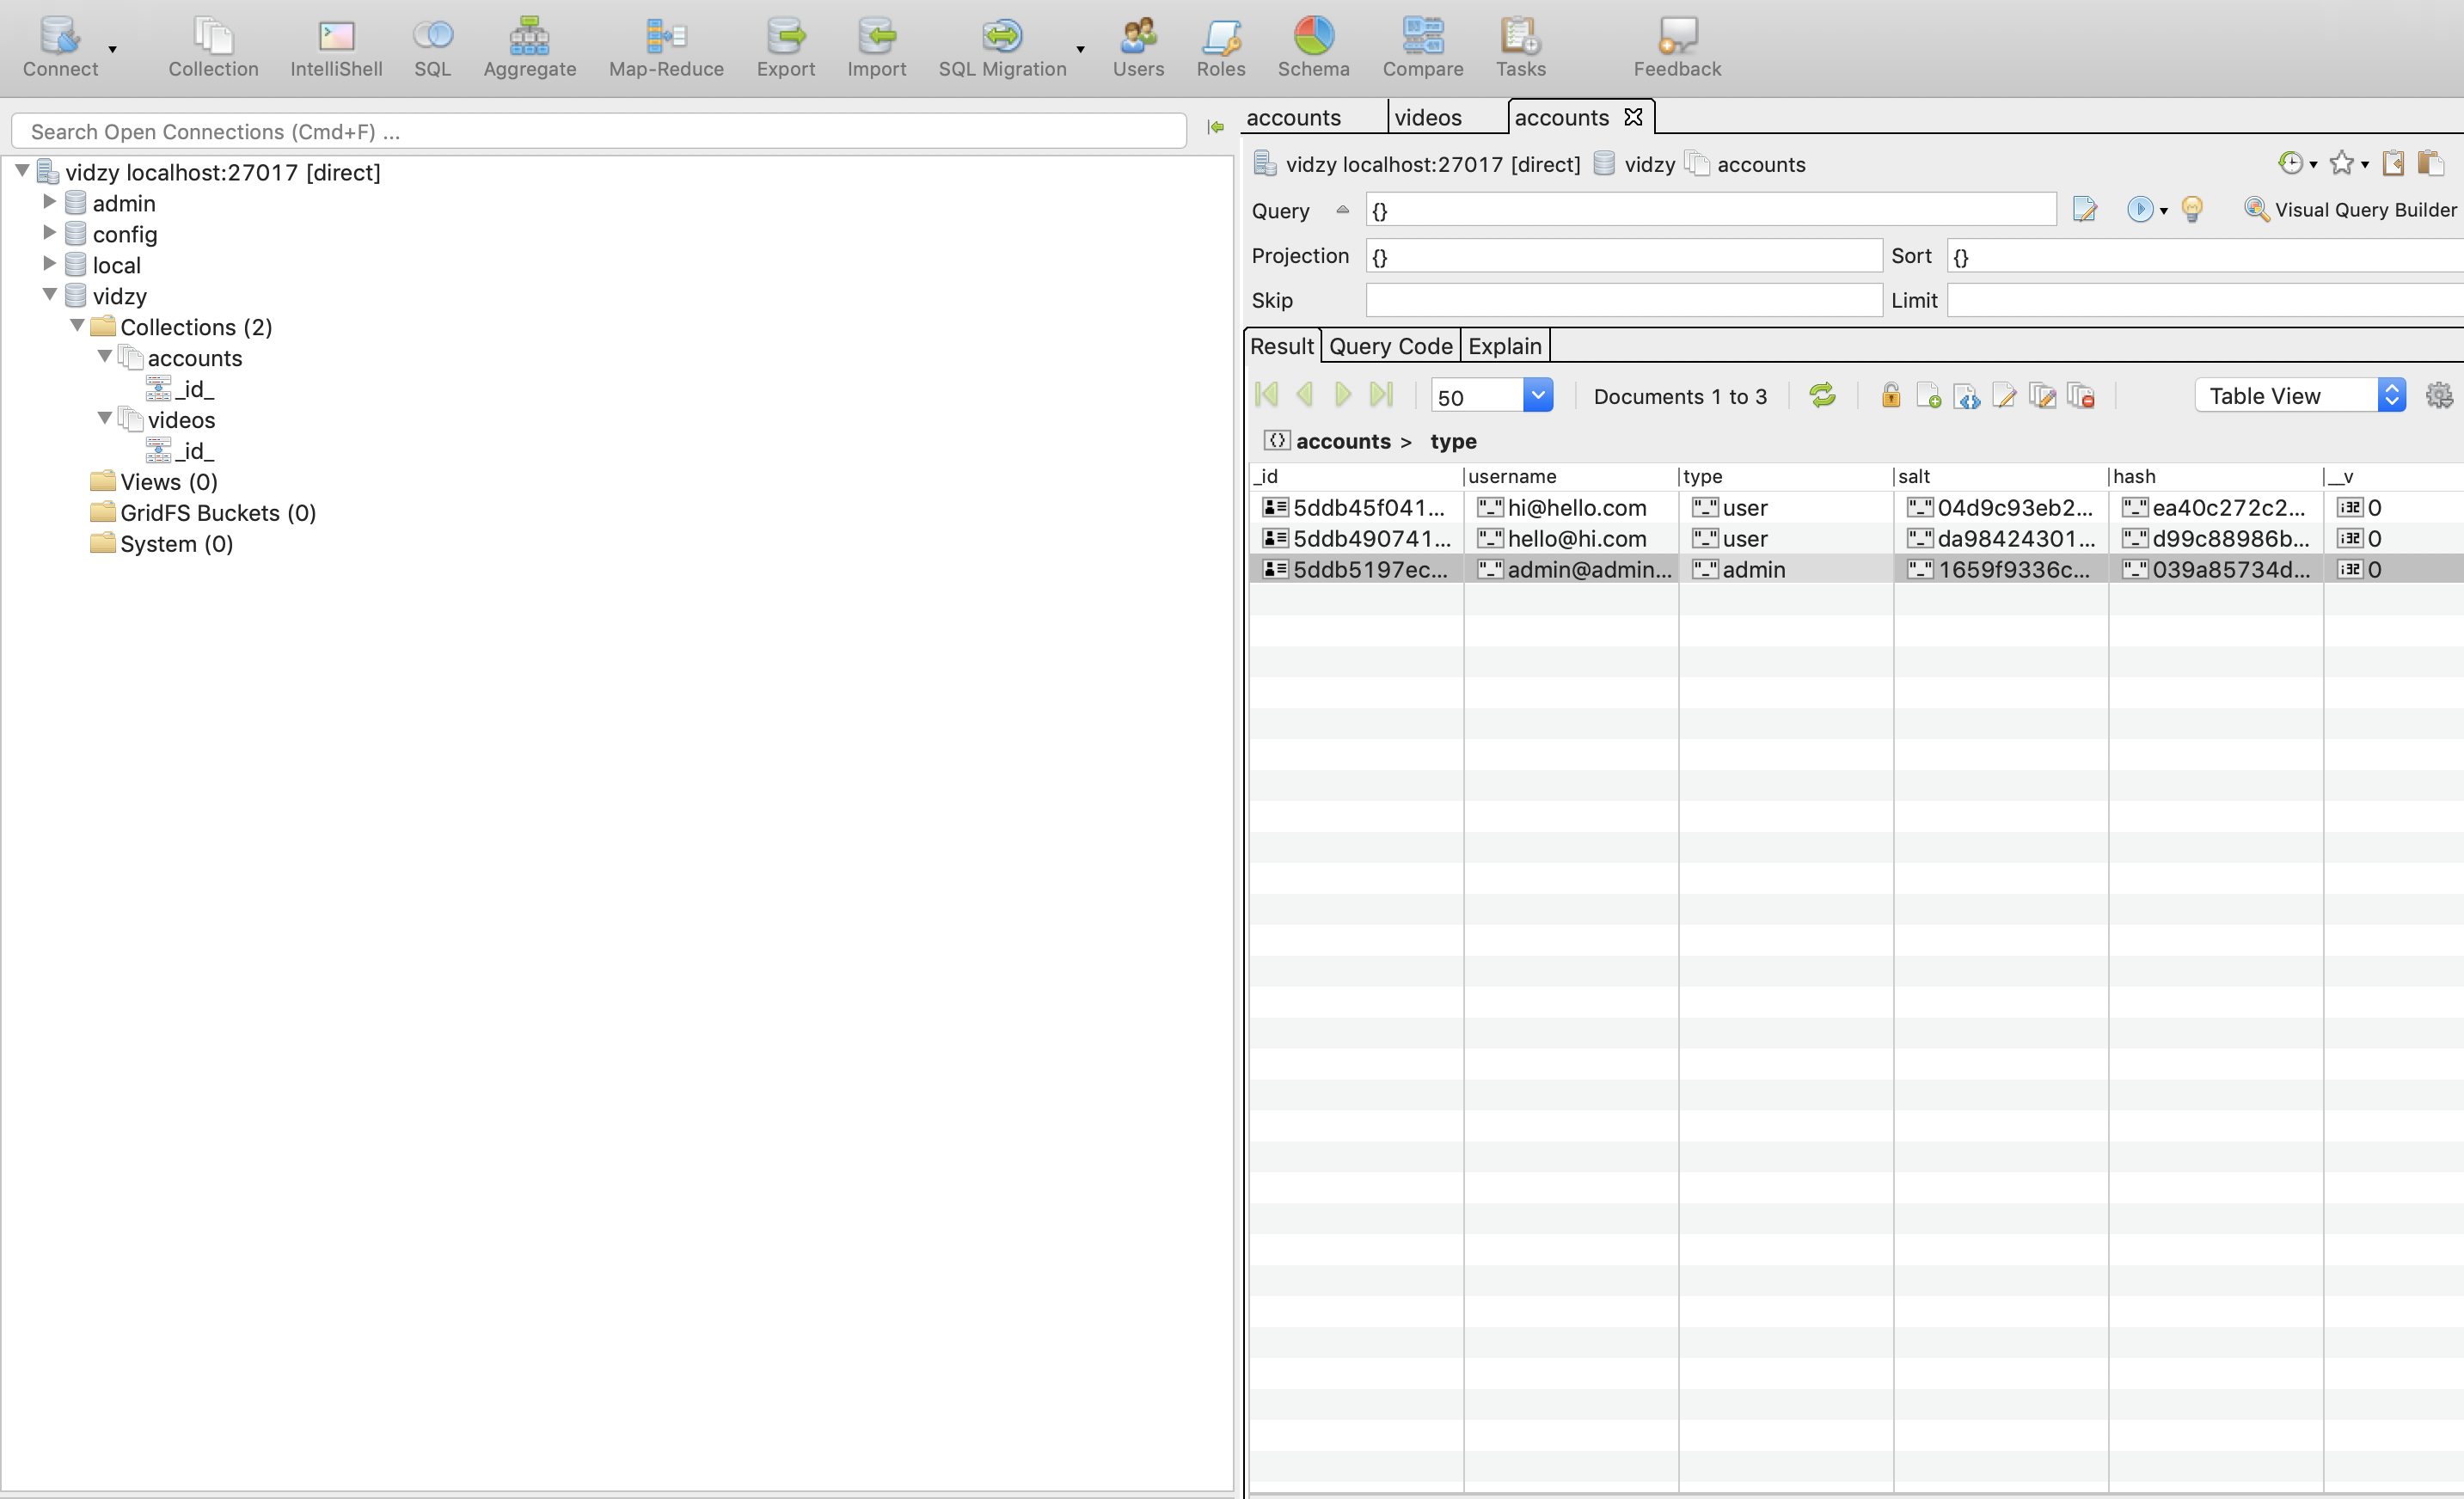 Connect Collection IntelliShell SQL Aggregate Map-Reduce Export Import SQL Migration Users Roles Schema Compare Tasks Feedback
Search Open Connections (Cmd+F) ...
vidzy localhost:27017 [direct]
admin
config
local
vidzy
Collections (2)
accounts
_id_
videos
_id_
Views (0)
GridFS Buckets (0)
System (0)
accounts videos accounts
vidzy localhost:27017 [direct] vidzy accounts
Query {} Visual Query Builder
Projection {} Sort {}
Skip Limit
Result Query Code Explain
50 Documents 1 to 3 Table View
accounts > type
_id username type salt hash __v
5ddb45f041... "_" hi@hello.com "_" user "_" 04d9c93eb2... "_" ea40c272c2... i32 0
5ddb490741... "_" hello@hi.com "_" user "_" da98424301... "_" d99c88986b... i32 0
5ddb5197ec... "_" admin@admin... "_" admin "_" 1659f9336c... "_" 039a85734d... i32 0